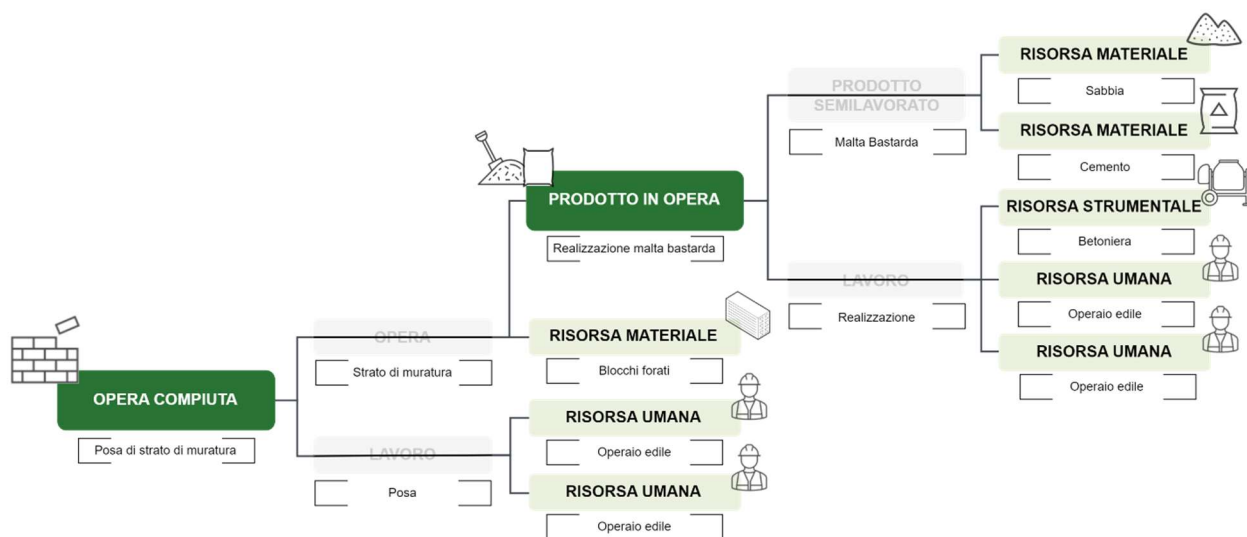 OPERA COMPIUTA
Posa di strato di muratura
OPERA
Strato di muratura
LAVORO
Posa
PRODOTTO IN OPERA
Realizzazione malta bastarda
RISORSA MATERIALE
Blocchi forati
RISORSA UMANA
Operaio edile
RISORSA UMANA
Operaio edile
PRODOTTO
SEMILAVORATO
Malta Bastarda
LAVORO
Realizzazione
RISORSA MATERIALE
Sabbia
RISORSA MATERIALE
Cemento
RISORSA STRUMENTALE
Betoniera
RISORSA UMANA
Operaio edile
RISORSA UMANA
Operaio edile